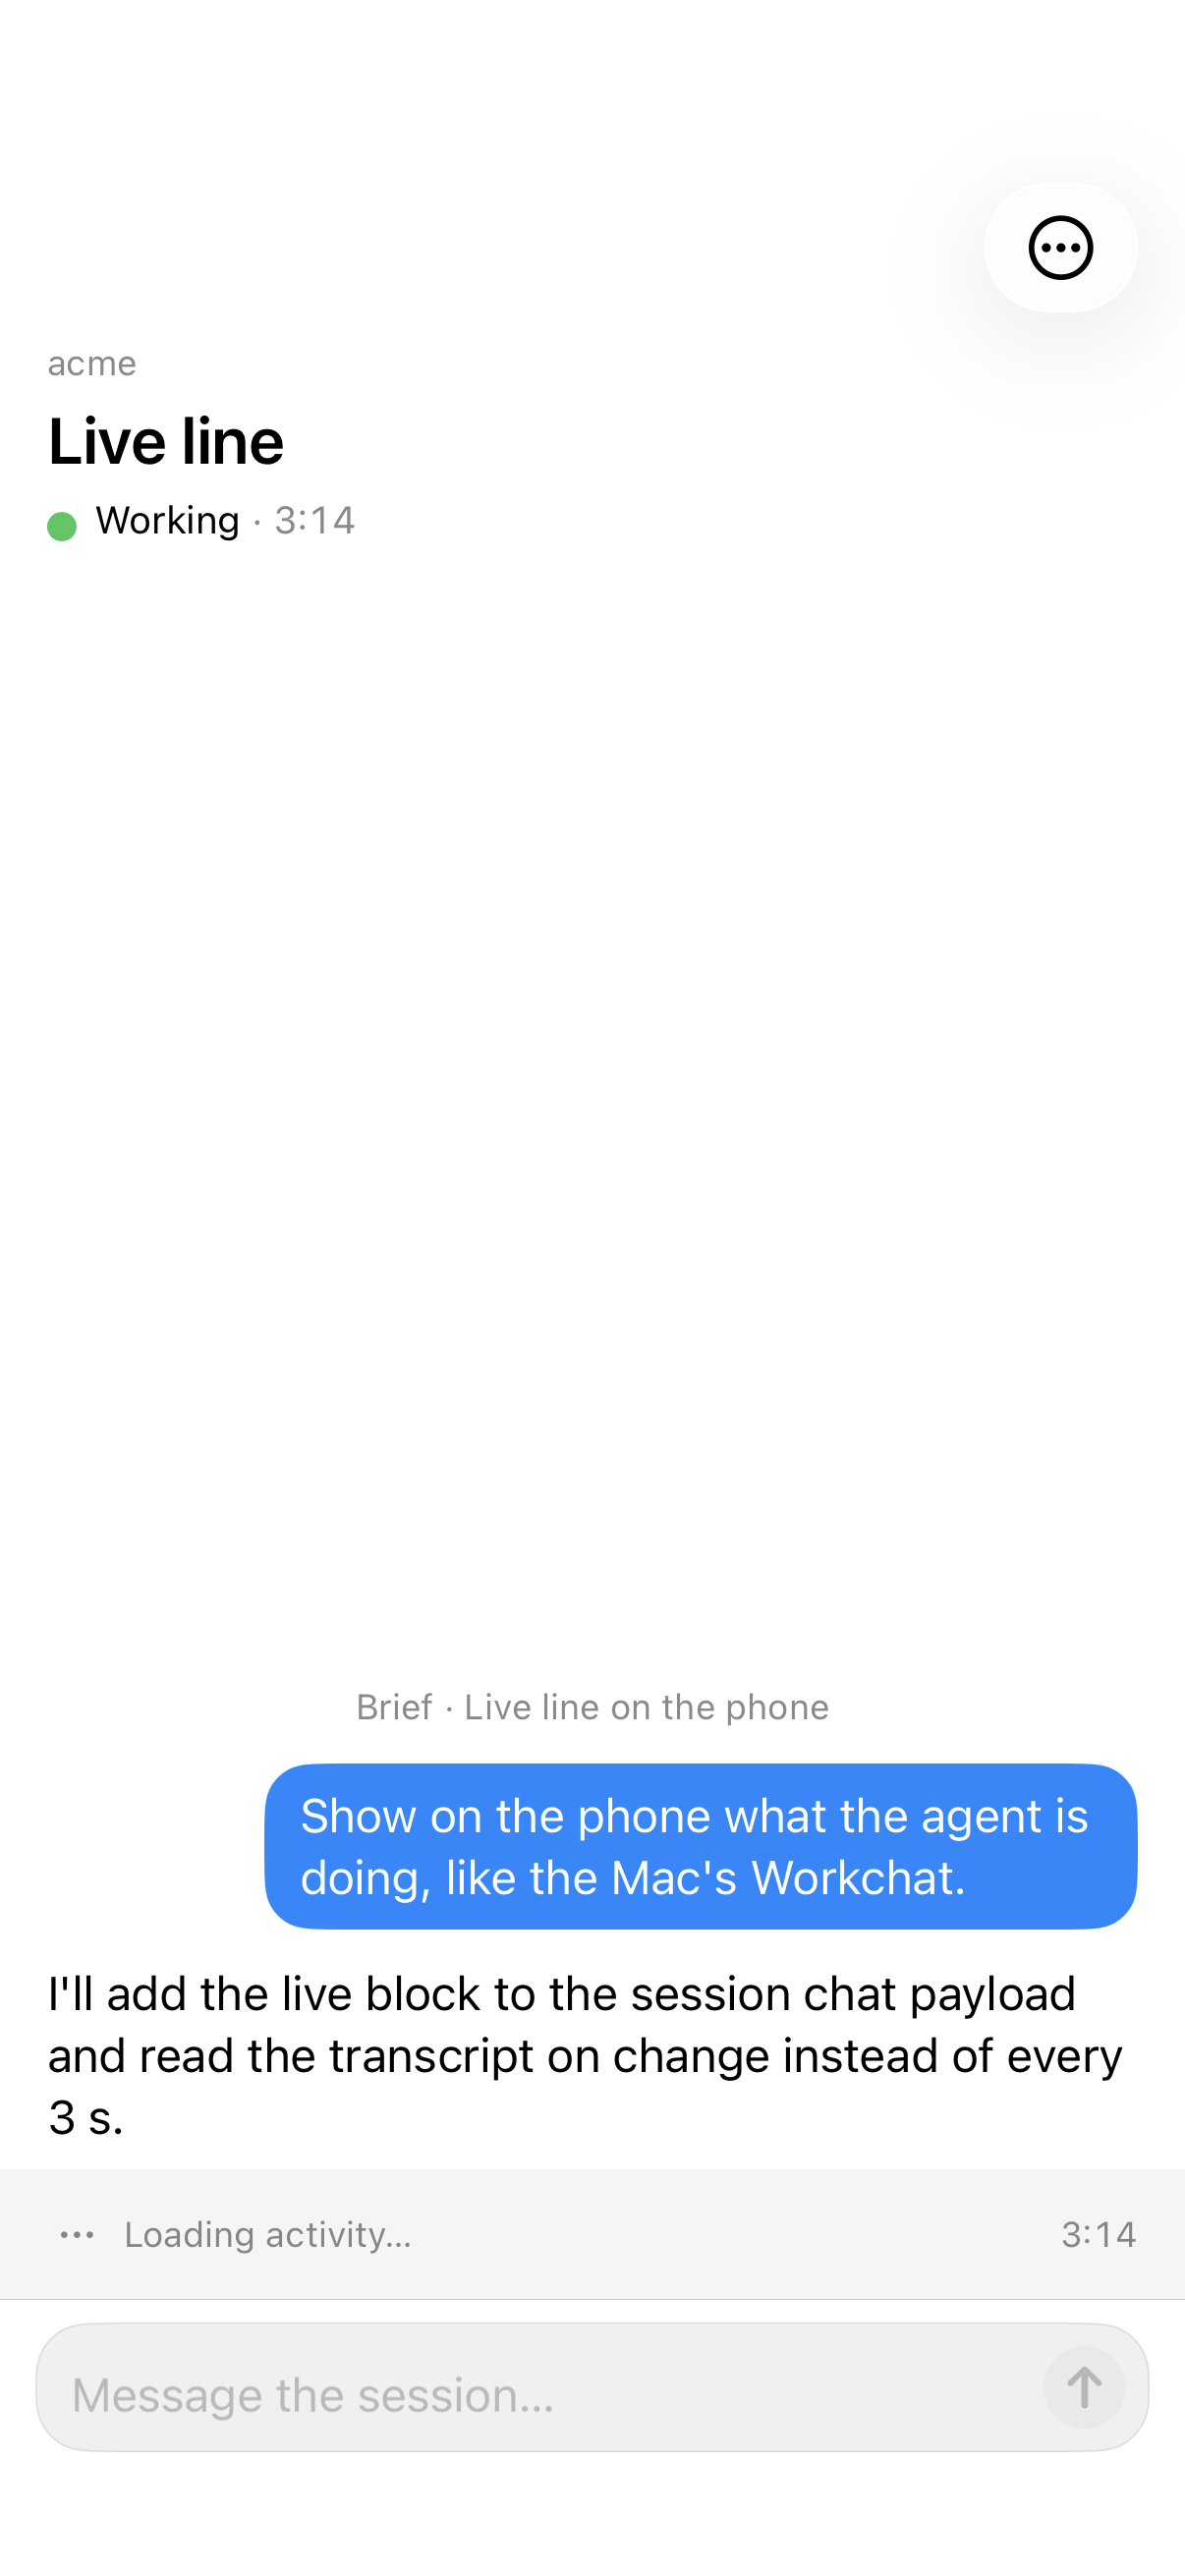 acme
Live line
Working · 3:14
Brief · Live line on the phone
Show on the phone what the agent is
doing, like the Mac's Workchat.
I'll add the live block to the session chat payload
and read the transcript on change instead of every
3 s.
Loading activity... 3:14
Message the session...